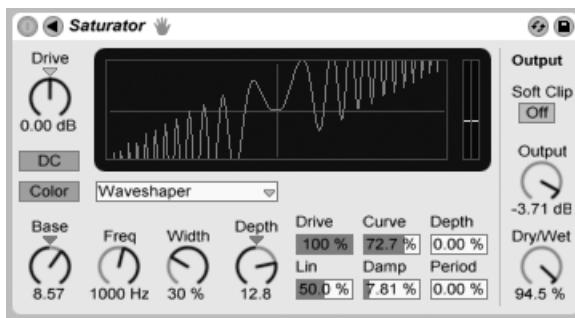 Saturator
Drive
0.00 dB
DC
Color
Waveshaper
Base
8.57
Freq
1000 Hz
Width
30 %
Depth
12.8
Drive
100 %
Curve
72.7 %
Depth
0.00 %
Lin
50.0 %
Damp
7.81 %
Period
0.00 %
Output
Soft Clip
Off
Output
-3.71 dB
Dry/Wet
94.5 %